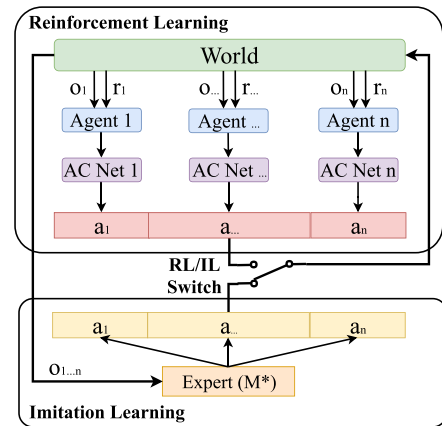 Reinforcement Learning
World
o₁ r₁ o... r... oₙ rₙ
Agent 1 Agent ... Agent n
AC Net 1 AC Net ... AC Net n
a₁ a... aₙ
RL/IL
Switch
a₁ a... aₙ
o₁...ₙ
Expert (M*)
Imitation Learning